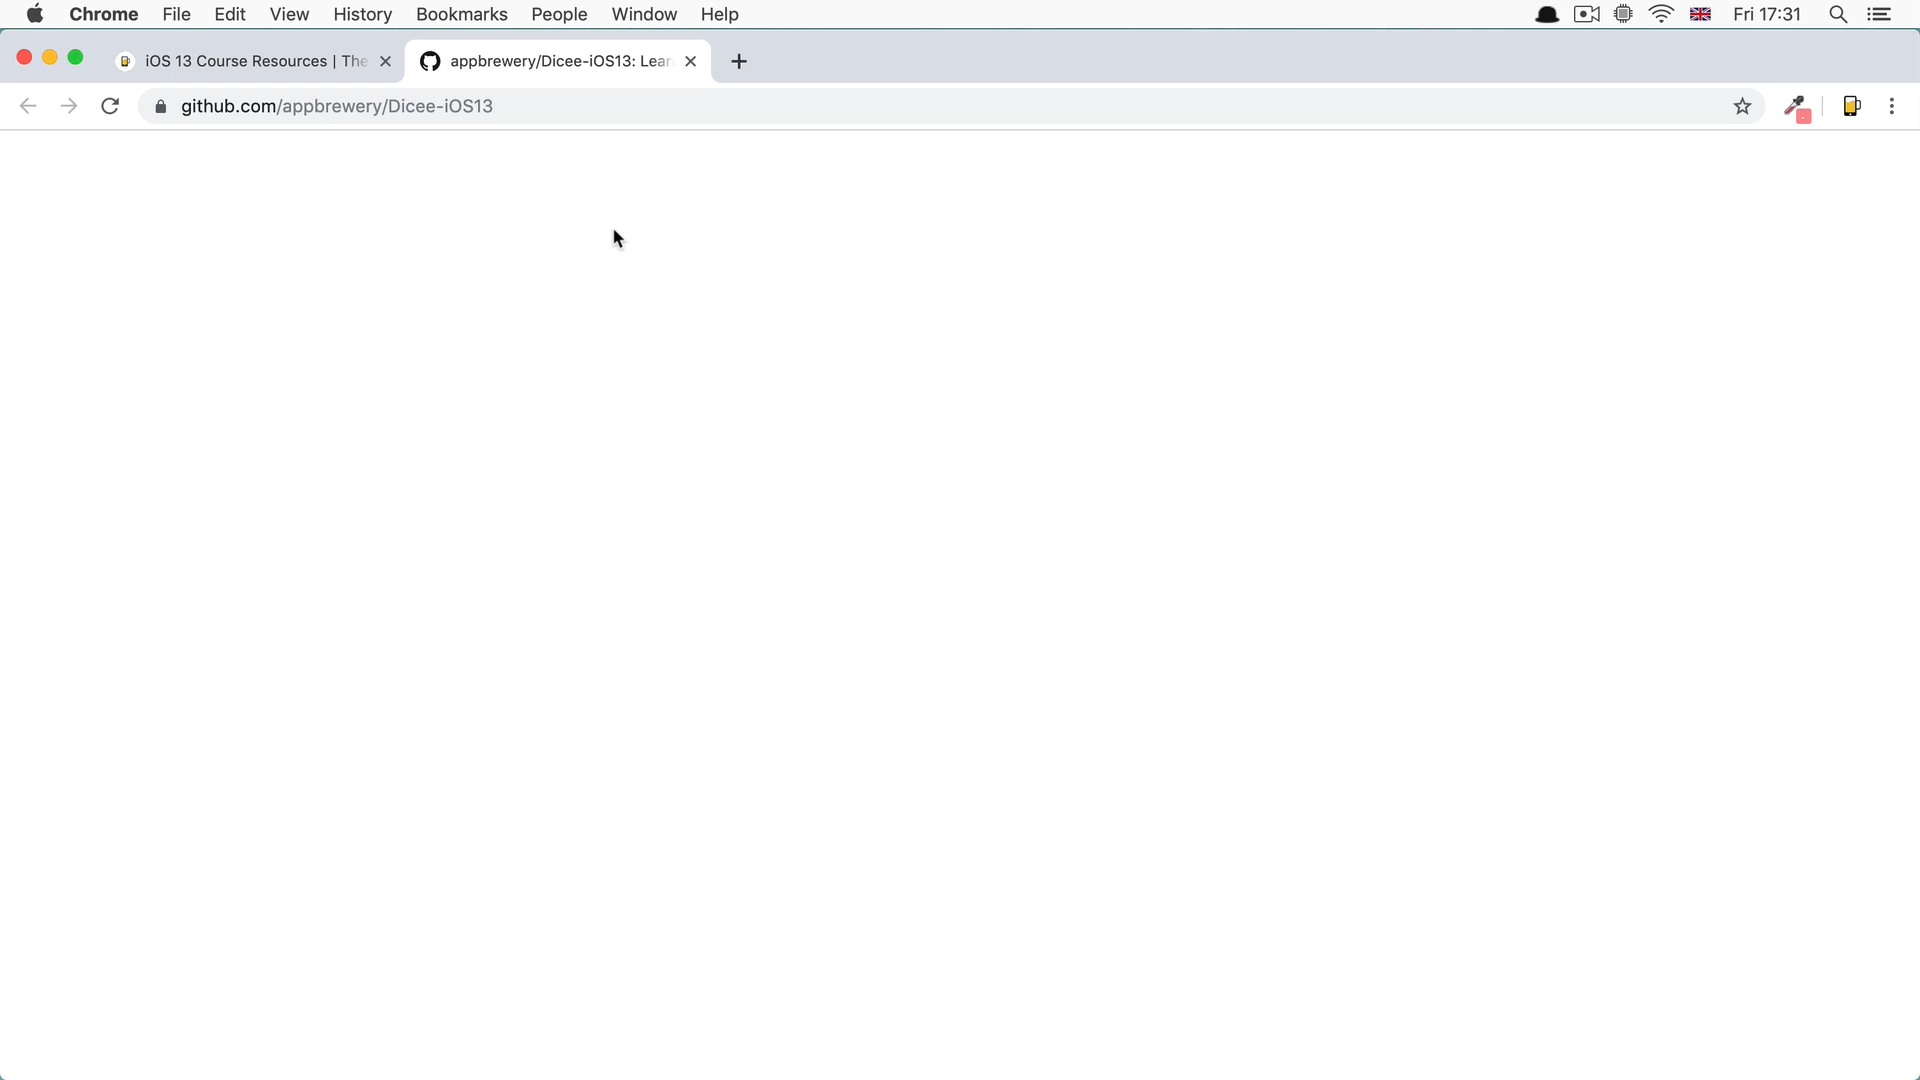 Chrome File Edit View History Bookmarks People Window Help Fri 17:31
iOS 13 Course Resources | The appbrewery/Dicee-iOS13: Lear
github.com/appbrewery/Dicee-iOS13